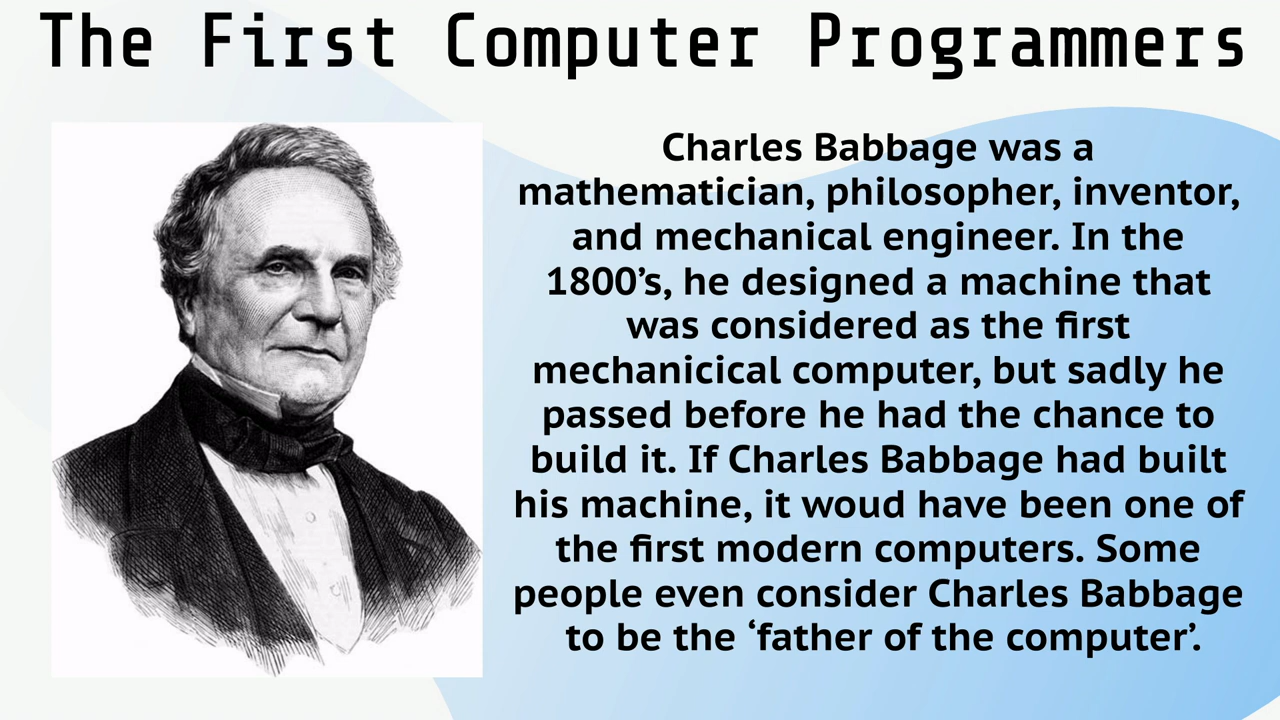 The First Computer Programmers
Charles Babbage was a
mathematician, philosopher, inventor,
and mechanical engineer. In the
1800’s, he designed a machine that
was considered as the first
mechanicical computer, but sadly he
passed before he had the chance to
build it. If Charles Babbage had built
his machine, it woud have been one of
the first modern computers. Some
people even consider Charles Babbage
to be the ‘father of the computer’.